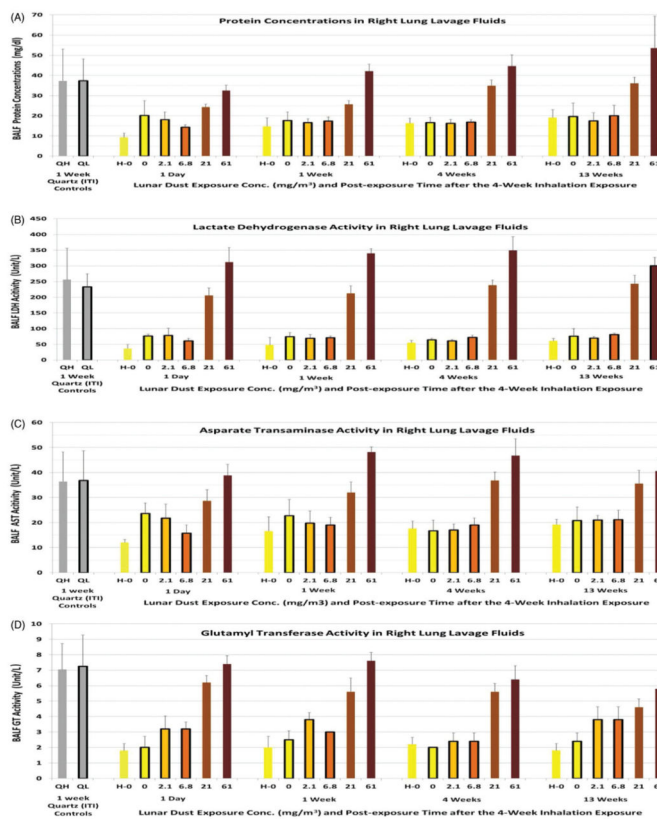 (A)
Protein Concentrations in Right Lung Lavage Fluids
BALF Protein Concentrations (mg/dl)
70
60
50
40
30
20
10
0
QH QL H-0 0 2.1 6.8 21 61 H-0 0 2.1 6.8 21 61 H-0 0 2.1 6.8 21 61 H-0 0 2.1 6.8 21 61
1 Week 1 Day 1 Week 4 Weeks 13 Weeks
Quartz (ITI)
Controls
Lunar Dust Exposure Conc. (mg/m³) and Post-exposure Time after the 4-Week Inhalation Exposure
(B)
Lactate Dehydrogenase Activity in Right Lung Lavage Fluids
BALF LDH Activity (Unit/L)
450
400
350
300
250
200
150
100
50
0
QH QL H-0 0 2.1 6.8 21 61 H-0 0 2.1 6.8 21 61 H-0 0 2.1 6.8 21 61 H-0 0 2.1 6.8 21 61
1 Week 1 Day 1 Week 4 Weeks 13 Weeks
Quartz (ITI)
Controls
Lunar Dust Exposure Conc. (mg/m³) and Post-exposure Time after the 4-Week Inhalation Exposure
(C)
Asparate Transaminase Activity in Right Lung Lavage Fluids
BALF AST Acitivity (Unit/L)
60
50
40
30
20
10
0
QH QL H-0 0 2.1 6.8 21 61 H-0 0 2.1 6.8 21 61 H-0 0 2.1 6.8 21 61 H-0 0 2.1 6.8 21
1 week 1 Day 1 Week 4 Weeks 13 Weeks
Quartz (ITI)
Controls
Lunar Dust Exposure Conc. (mg/m3) and Post-exposure Time after the 4-Week Inhalation Exposure
(D)
Glutamyl Transferase Activity in Right Lung Lavage Fluids
BALF-GT Acitivity (Unit/L)
9
8
7
6
5
4
3
2
1
0
QH QL H-0 0 2.1 6.8 21 61 H-0 0 2.1 6.8 21 61 H-0 0 2.1 6.8 21 61 H-0 0 2.1 6.8 21
1 week 1 Day 1 Week 4 Weeks 13 Weeks
Quartz (ITI)
Controls
Lunar Dust Exposure Conc. (mg/m³) and Post-exposure Time after the 4-Week Inhalation Exposure